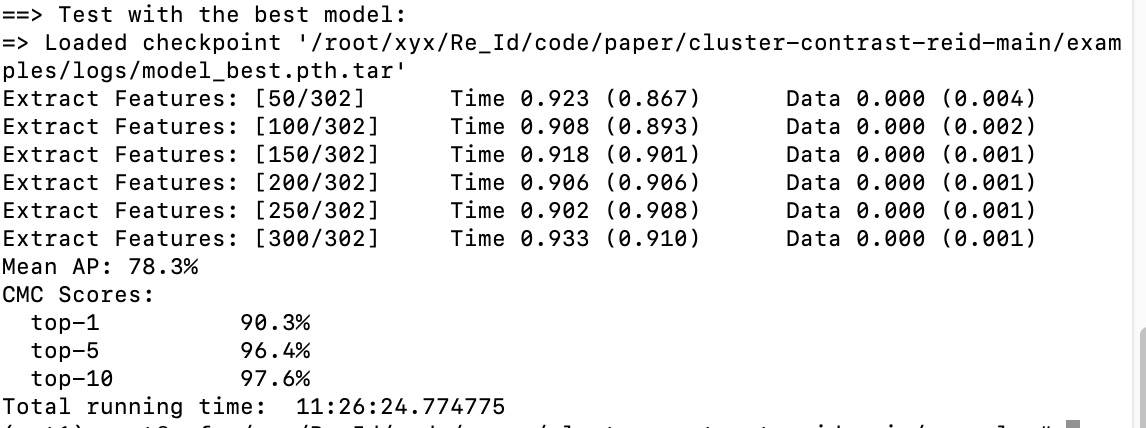 ==> Test with the best model:
=> Loaded checkpoint '/root/xyx/Re_Id/code/paper/cluster-contrast-reid-main/exam
ples/logs/model_best.pth.tar'
Extract Features: [50/302]      Time 0.923 (0.867)      Data 0.000 (0.004)
Extract Features: [100/302]     Time 0.908 (0.893)      Data 0.000 (0.002)
Extract Features: [150/302]     Time 0.918 (0.901)      Data 0.000 (0.001)
Extract Features: [200/302]     Time 0.906 (0.906)      Data 0.000 (0.001)
Extract Features: [250/302]     Time 0.902 (0.908)      Data 0.000 (0.001)
Extract Features: [300/302]     Time 0.933 (0.910)      Data 0.000 (0.001)
Mean AP: 78.3%
CMC Scores:
  top-1          90.3%
  top-5          96.4%
  top-10         97.6%
Total running time:  11:26:24.774775